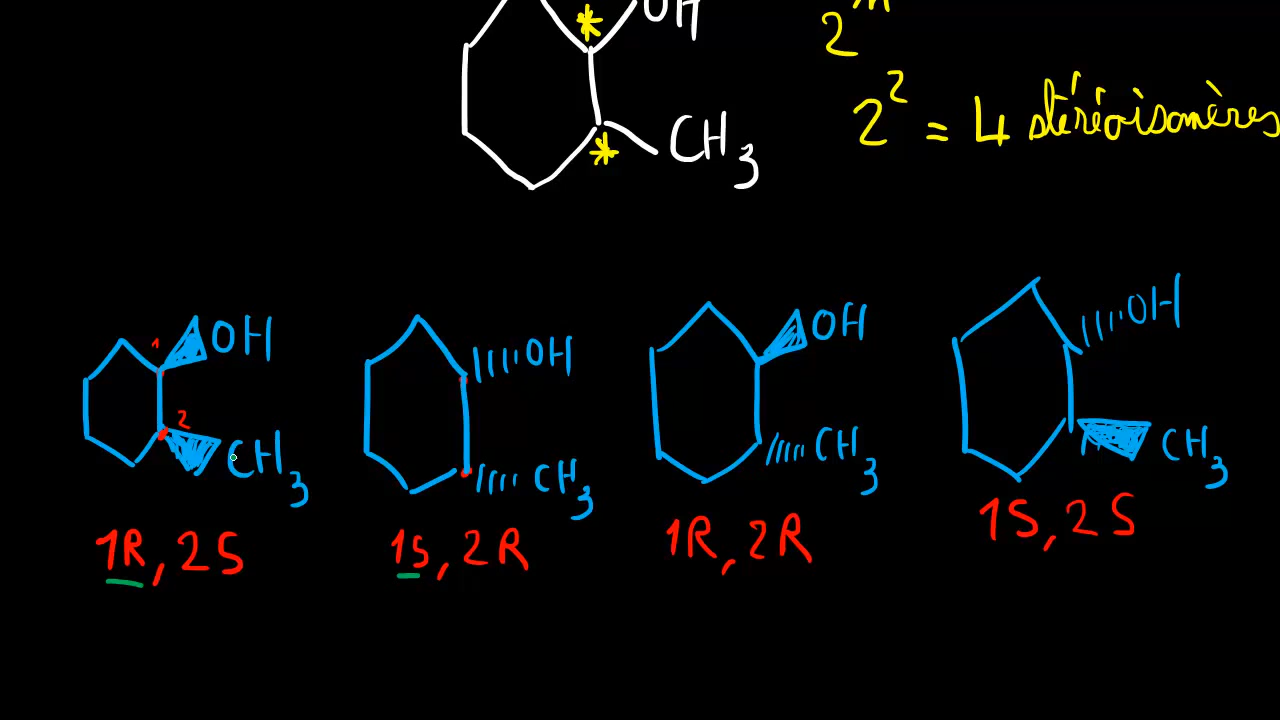 OH
2ⁿ
CH3
2² = 4 stéréoisomères
1
OH
2
CH3
OH
CH3
OH
CH3
OH
CH3
1R, 2S
1S, 2R
1R, 2R
1S, 2S